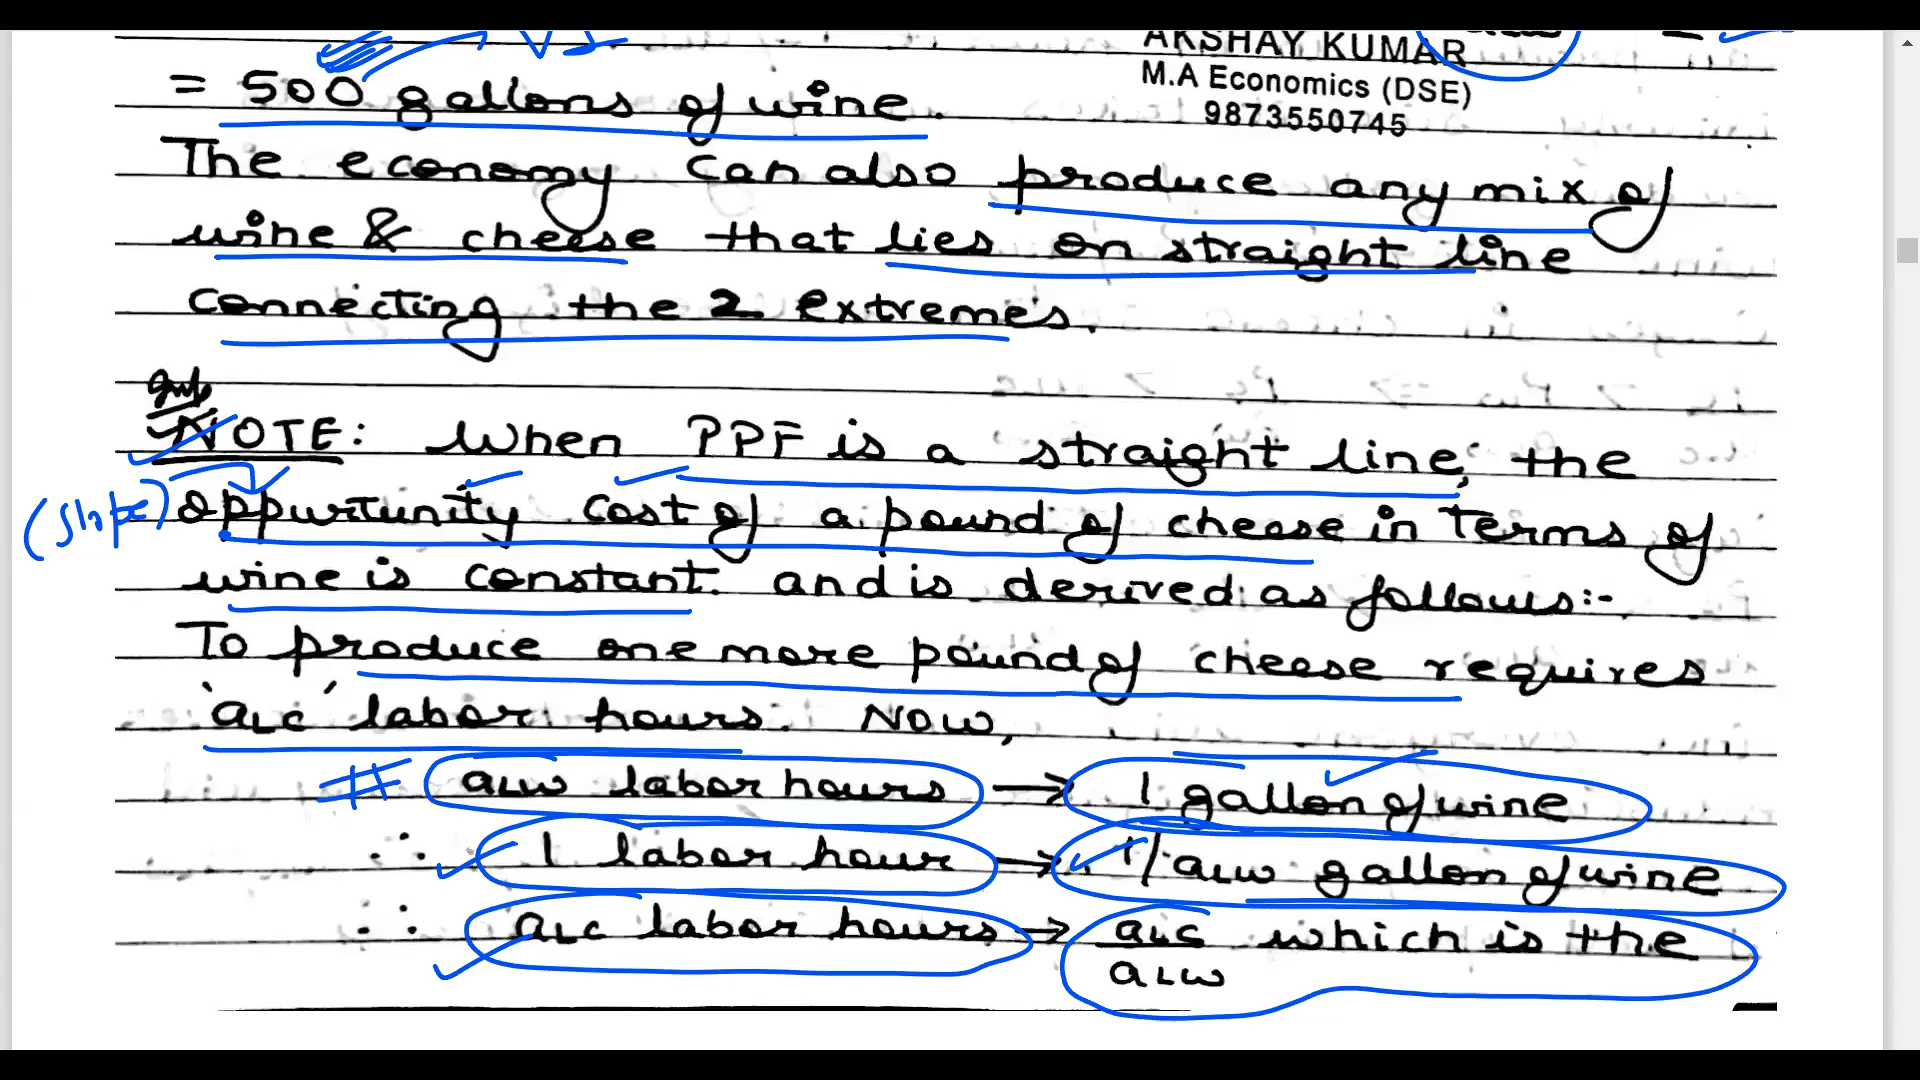 AKSHAY KUMAR
M.A Economics (DSE)
9873550745
= 500 gallons of wine.
The economy can also produce any mix of
wine & cheese that lies on straight line
connecting the 2 extremes.
Imp
NOTE: When PPF is a straight line, the
(slope) oppurtunity cost of a pound of cheese in terms of
wine is constant. and is derived as follows:-
To produce one more pound of cheese requires
'aLC' labor hours. Now,
# aLW labor hours → 1 gallon of wine
∴ 1 labor hour → 1/aLW gallon of wine
∴ aLC labor hours → aLC/aLW which is the